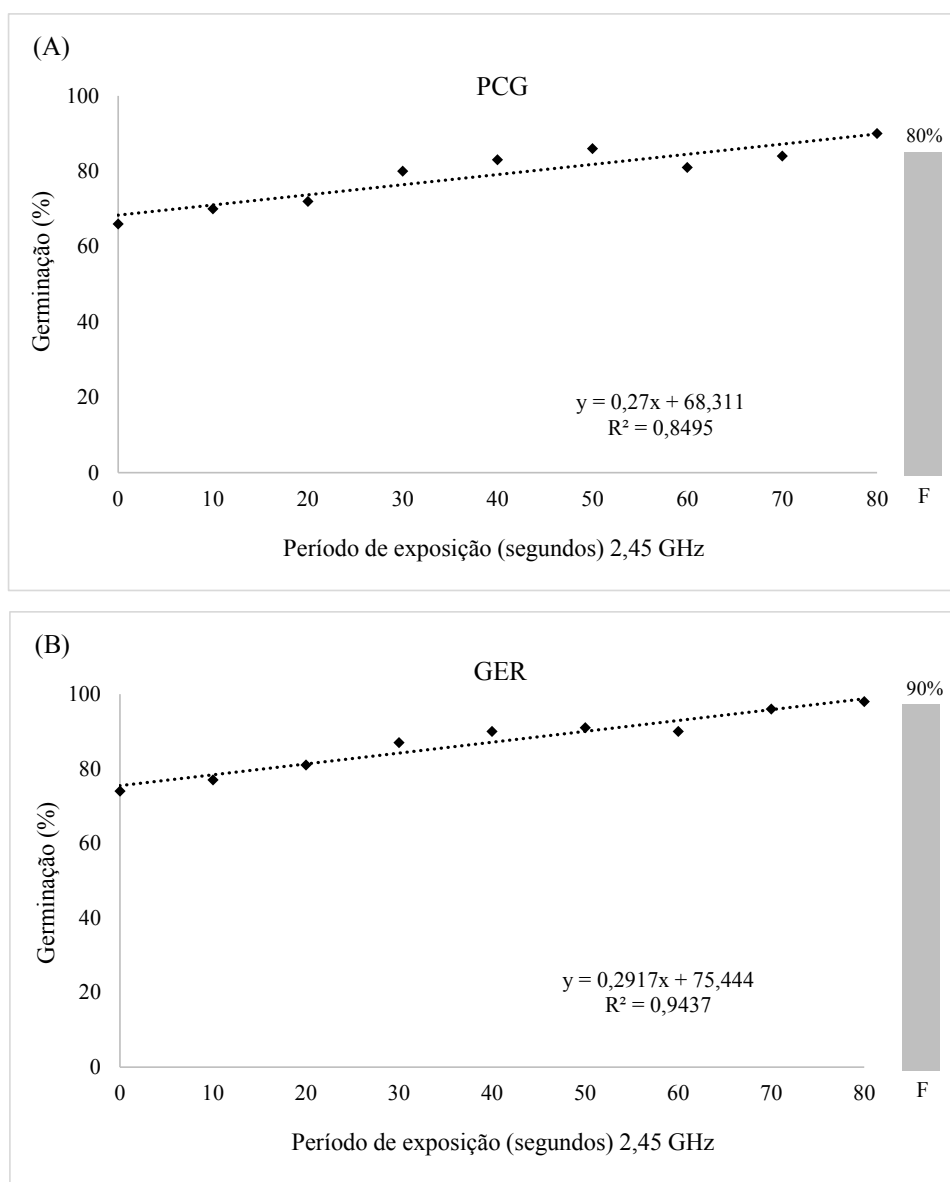 (A)
PCG
100
80
60
40
20
0
Germinação (%)
80%
y = 0,27x + 68,311
R² = 0,8495
0 10 20 30 40 50 60 70 80
F
Período de exposição (segundos) 2,45 GHz
(B)
GER
100
80
60
40
20
0
Germinação (%)
90%
y = 0,2917x + 75,444
R² = 0,9437
0 10 20 30 40 50 60 70 80
F
Período de exposição (segundos) 2,45 GHz